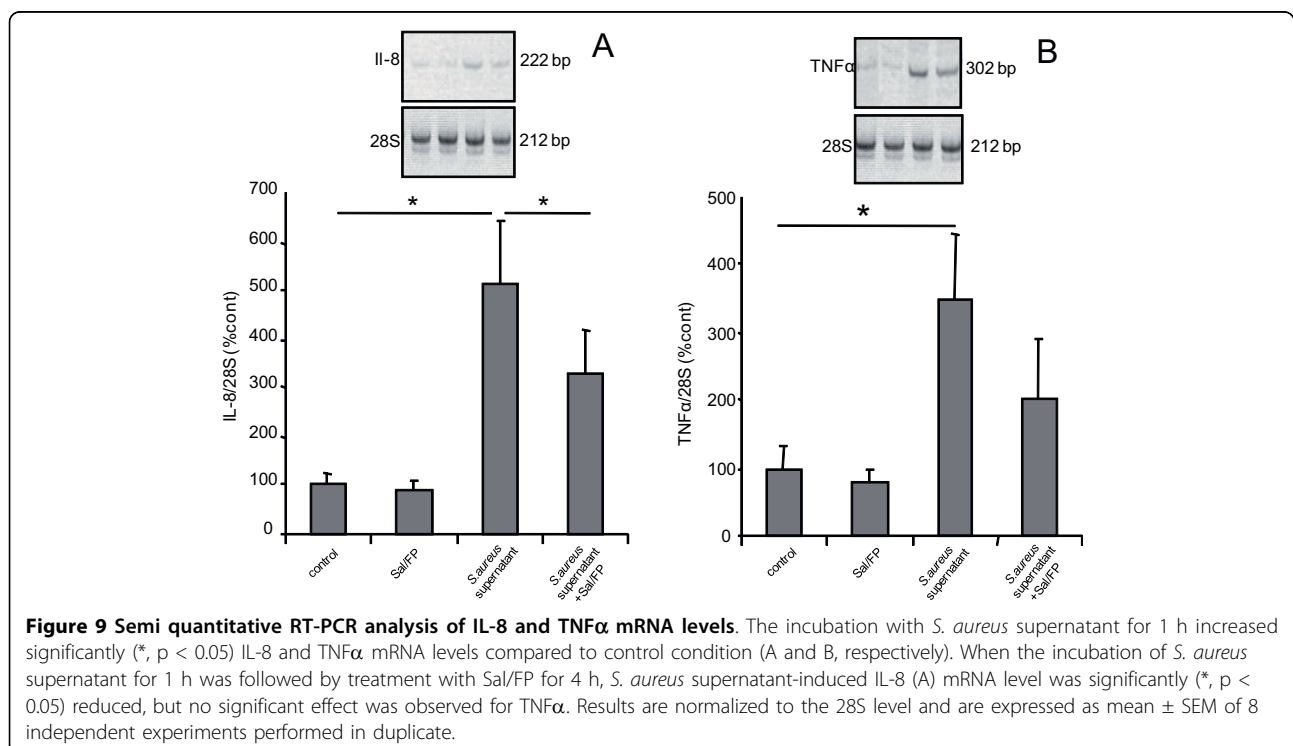 Il-8
222 bp
A
28S
212 bp
700
600
500
400
300
200
100
0
IL-8/28S (%cont)
*
*
control
Sal/FP
S.aureus
supernatant
S.aureus
supernatant
+Sal/FP
TNFα
302 bp
B
28S
212 bp
500
400
300
200
100
0
TNFα/28S (%cont)
*
control
Sal/FP
S.aureus
supernatant
S.aureus
supernatant
+Sal/FP
Figure 9 Semi quantitative RT-PCR analysis of IL-8 and TNFα mRNA levels. The incubation with S. aureus supernatant for 1 h increased
significantly (*, p < 0.05) IL-8 and TNFα mRNA levels compared to control condition (A and B, respectively). When the incubation of S. aureus
supernatant for 1 h was followed by treatment with Sal/FP for 4 h, S. aureus supernatant-induced IL-8 (A) mRNA level was significantly (*, p <
0.05) reduced, but no significant effect was observed for TNFα. Results are normalized to the 28S level and are expressed as mean ± SEM of 8
independent experiments performed in duplicate.